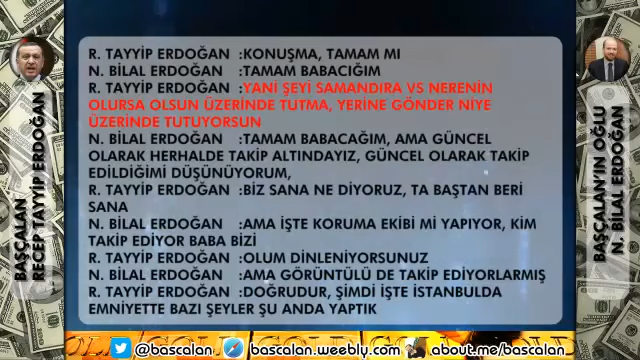 R. TAYYİP ERDOĞAN :KONUŞMA, TAMAM MI
N. BİLAL ERDOĞAN :TAMAM BABACIĞIM
R. TAYYİP ERDOĞAN :YANİ ŞEYİ SAMANDIRA VS NERENİN
OLURSA OLSUN ÜZERİNDE TUTMA, YERİNE GÖNDER NİYE
ÜZERİNDE TUTUYORSUN
N. BİLAL ERDOĞAN :TAMAM BABACAĞIM, AMA GÜNCEL
OLARAK HERHALDE TAKİP ALTINDAYIZ, GÜNCEL OLARAK TAKİP
EDİLDİĞİMİ DÜŞÜNÜYORUM,
R. TAYYİP ERDOĞAN :BİZ SANA NE DİYORUZ, TA BAŞTAN BERİ
SANA
N. BİLAL ERDOĞAN :AMA İŞTE KORUMA EKİBİ Mİ YAPIYOR, KİM
TAKİP EDİYOR BABA BİZİ
R. TAYYİP ERDOĞAN :OLUM DİNLENİYORSUNUZ
N. BİLAL ERDOĞAN :AMA GÖRÜNTÜLÜ DE TAKİP EDİYORLARMIŞ
R. TAYYİP ERDOĞAN :DOĞRUDUR, ŞİMDİ İŞTE İSTANBULDA
EMNİYETTE BAZI ŞEYLER ŞU ANDA YAPTIK
BAŞÇALAN
RECEP TAYYİP ERDOĞAN
BAŞÇALAN'IN OĞLU
N. BİLAL ERDOĞAN
@bascalan bascalan.weebly.com about.me/bascalan